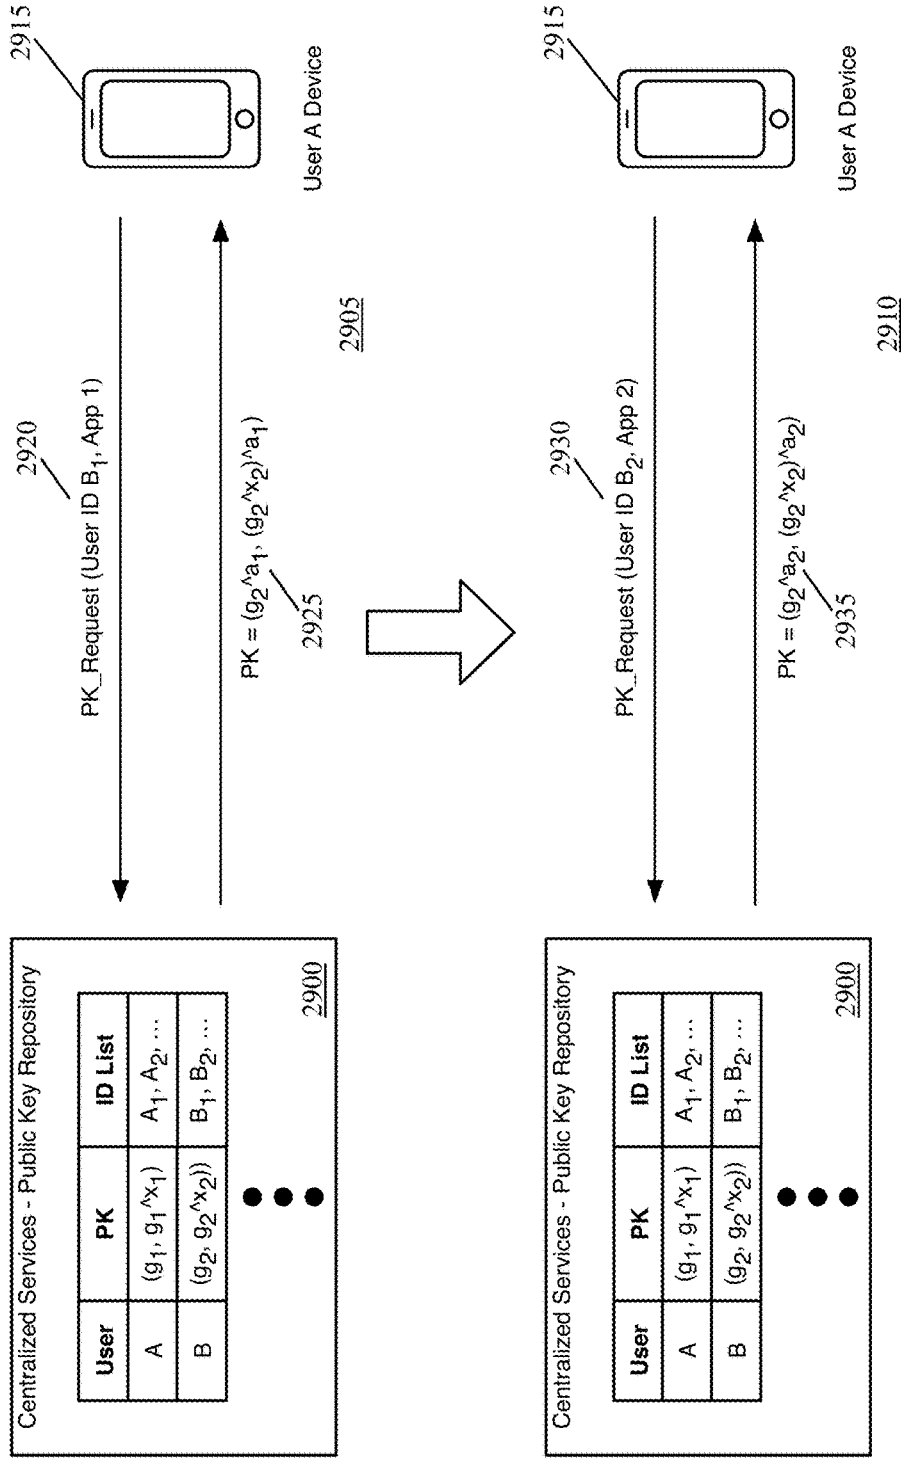 Centralized Services - Public Key Repository
User PK ID List
A (g1, g1^x1) A1, A2, ...
B (g2, g2^x2)) B1, B2, ...
2900
2920
PK_Request (User ID B1, App 1)
PK = (g2^a1, (g2^x2)^a1)
2925
2905
2915
User A Device
Centralized Services - Public Key Repository
User PK ID List
A (g1, g1^x1) A1, A2, ...
B (g2, g2^x2)) B1, B2, ...
2900
2930
PK_Request (User ID B2, App 2)
PK = (g2^a2, (g2^x2)^a2)
2935
2910
2915
User A Device